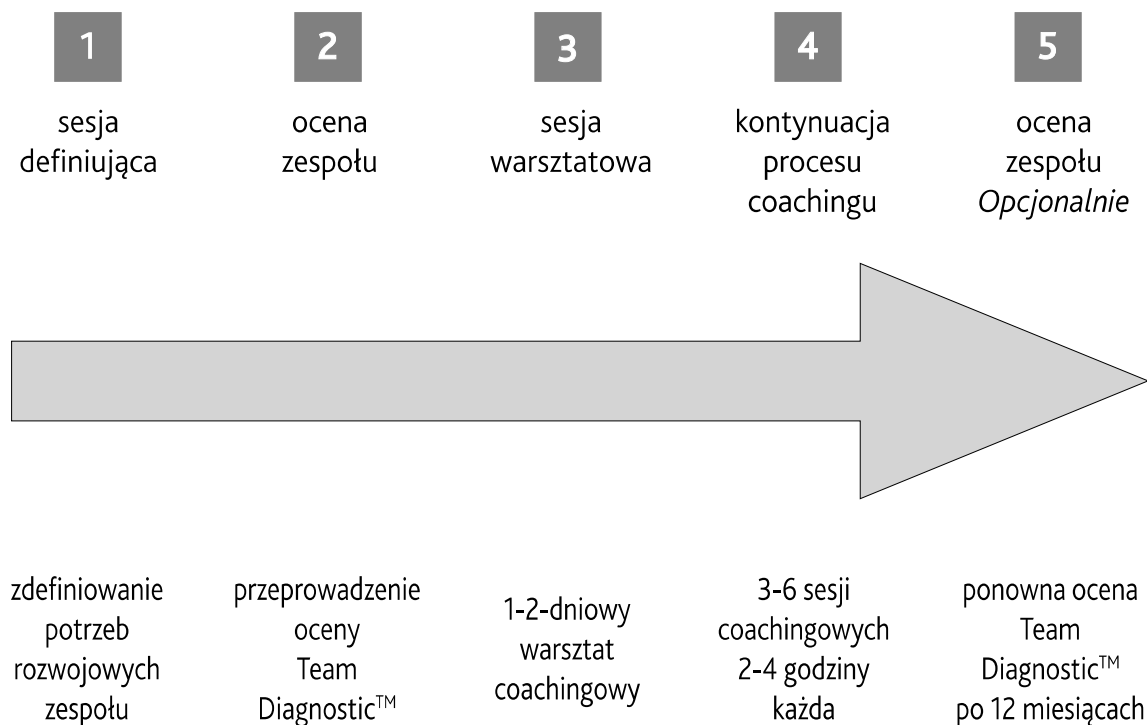 1
sesja
definiująca
2
ocena
zespołu
3
sesja
warsztatowa
4
kontynuacja
procesu
coachingu
5
ocena
zespołu
Opcjonalnie
zdefiniowanie
potrzeb
rozwojowych
zespołu
przeprowadzenie
oceny
Team
Diagnostic™
1-2-dniowy
warsztat
coachingowy
3-6 sesji
coachingowych
2-4 godziny
każda
ponowna ocena
Team
Diagnostic™
po 12 miesiącach